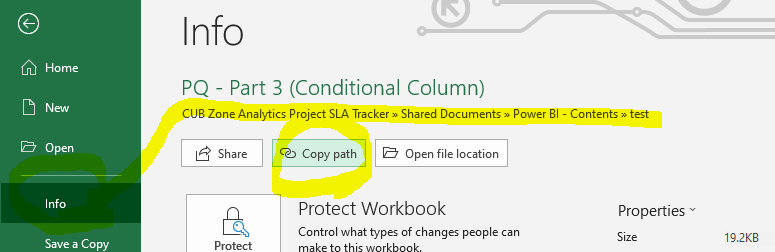 Info
Home
New
Open
Info
Save a Copy
PQ - Part 3 (Conditional Column)
CUB Zone Analytics Project SLA Tracker » Shared Documents » Power BI - Contents » test
Share
Copy path
Open file location
Protect
Protect Workbook
Control what types of changes people can
make to this workbook.
Properties
Size 19.2KB